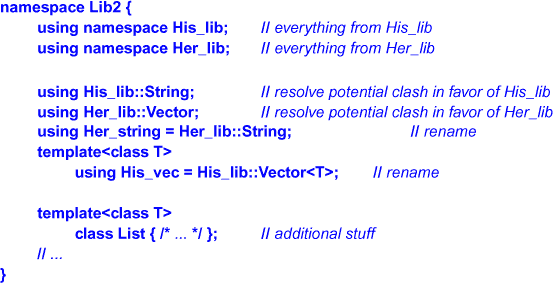 namespace Lib2 {
using namespace His_lib; // everything from His_lib
using namespace Her_lib; // everything from Her_lib
using His_lib::String; // resolve potential clash in favor of His_lib
using Her_lib::Vector; // resolve potential clash in favor of Her_lib
using Her_string = Her_lib::String; // rename
template<class T>
using His_vec = His_lib::Vector<T>; // rename
template<class T>
class List { /* ... */ }; // additional stuff
// ...
}